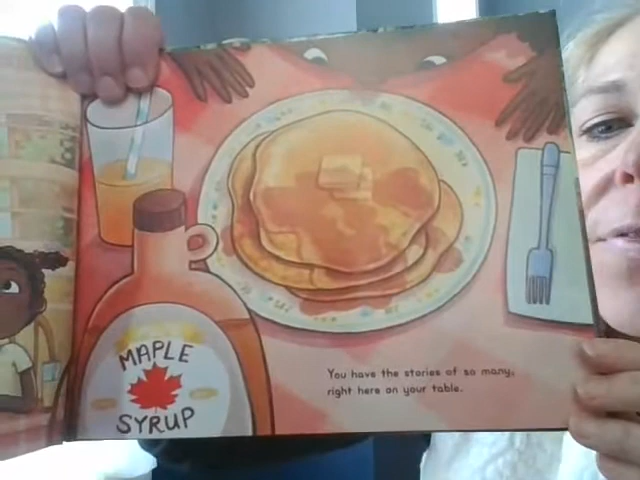 MAPLE
SYRUP
You have the stories of so many,
right here on your table.